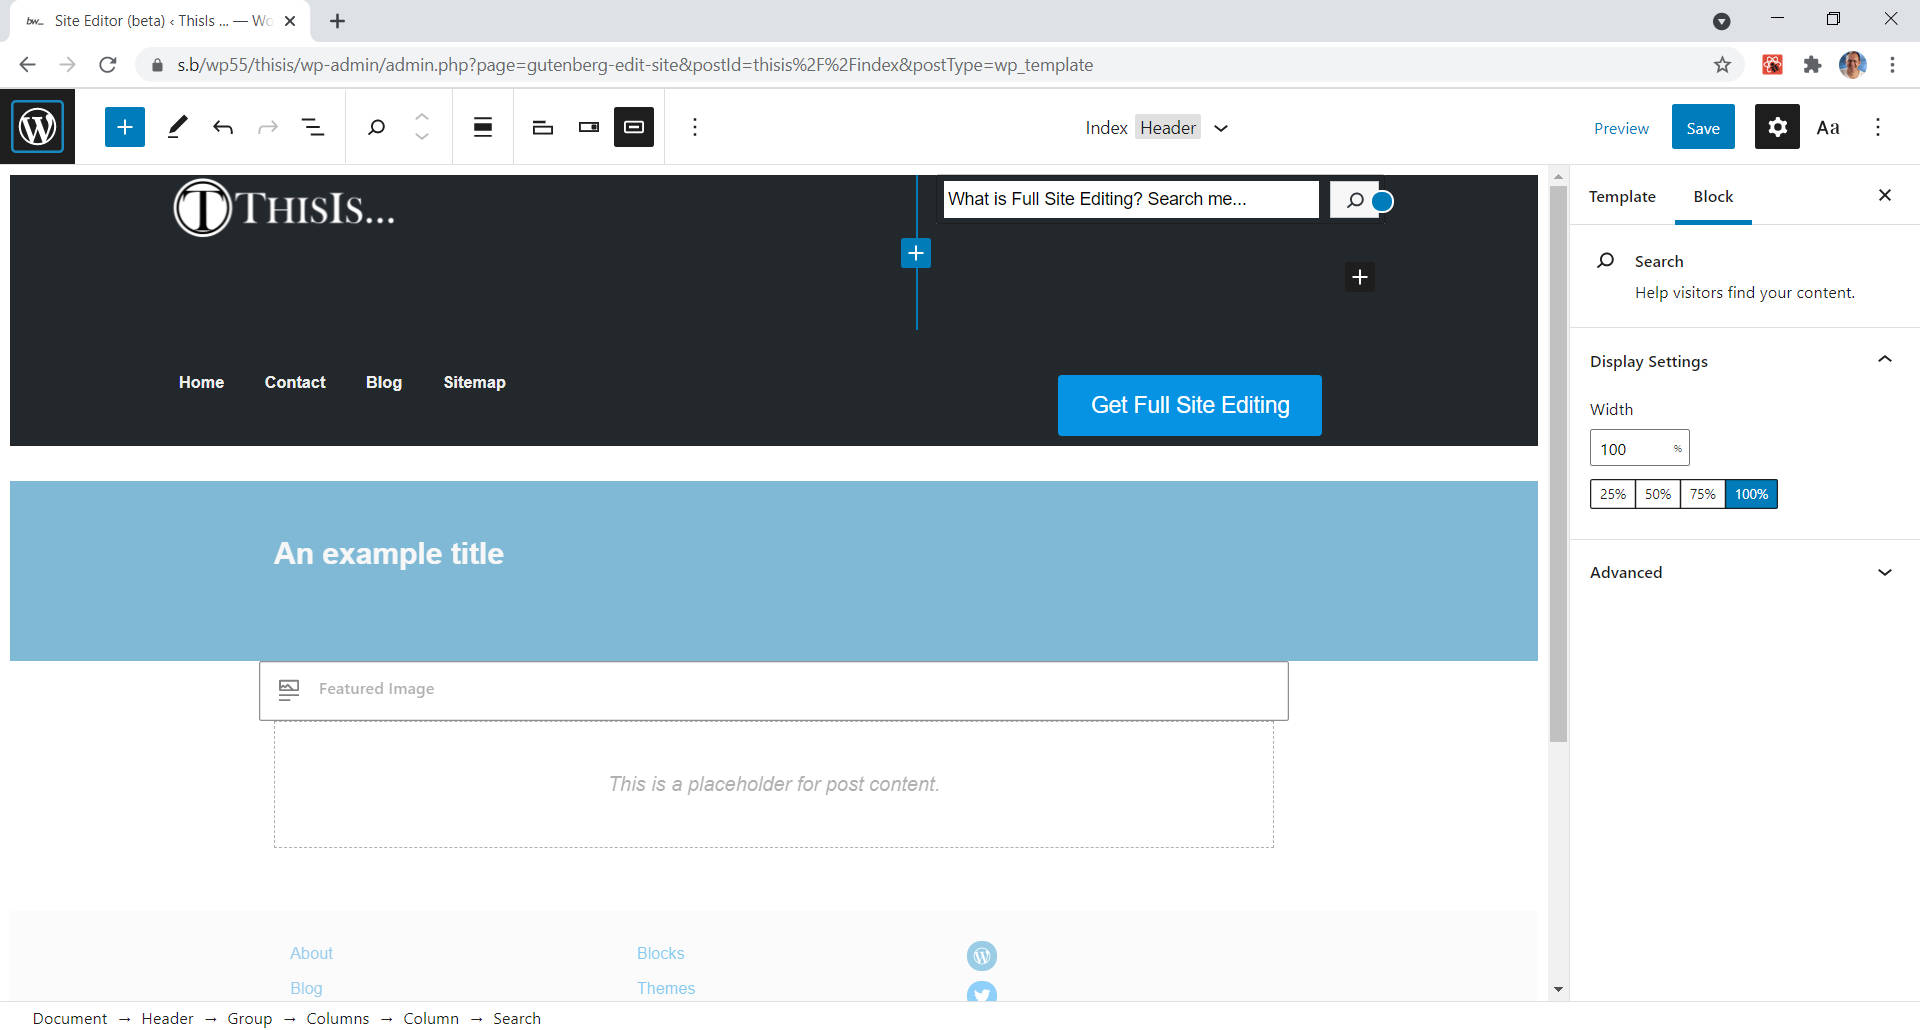 bw_ Site Editor (beta) ‹ ThisIs ... — Wo
s.b/wp55/thisis/wp-admin/admin.php?page=gutenberg-edit-site&postId=thisis%2F%2Findex&postType=wp_template
Index Header
Preview
Save
Aa
THISIS...
What is Full Site Editing? Search me...
Home
Contact
Blog
Sitemap
Get Full Site Editing
An example title
Featured Image
This is a placeholder for post content.
About
Blocks
Blog
Themes
Template
Block
Search
Help visitors find your content.
Display Settings
Width
100 %
25% 50% 75% 100%
Advanced
Document → Header → Group → Columns → Column → Search